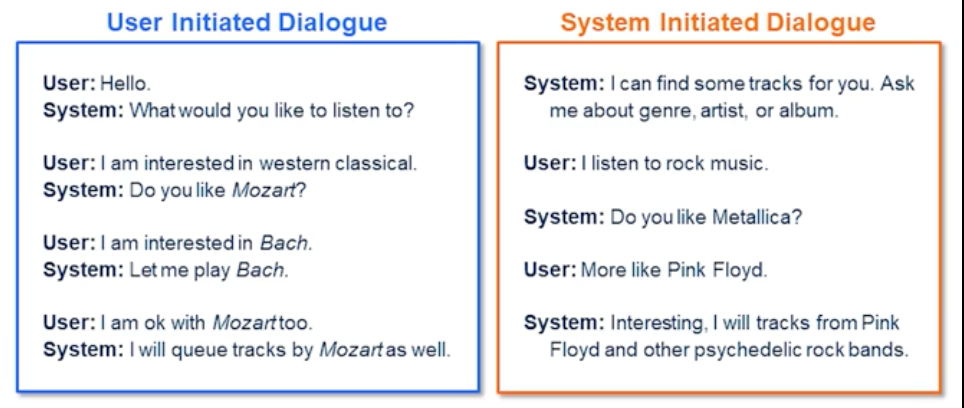 User Initiated Dialogue
User: Hello.
System: What would you like to listen to?
User: I am interested in western classical.
System: Do you like Mozart?
User: I am interested in Bach.
System: Let me play Bach.
User: I am ok with Mozart too.
System: I will queue tracks by Mozart as well.
System Initiated Dialogue
System: I can find some tracks for you. Ask
me about genre, artist, or album.
User: I listen to rock music.
System: Do you like Metallica?
User: More like Pink Floyd.
System: Interesting, I will tracks from Pink
Floyd and other psychedelic rock bands.